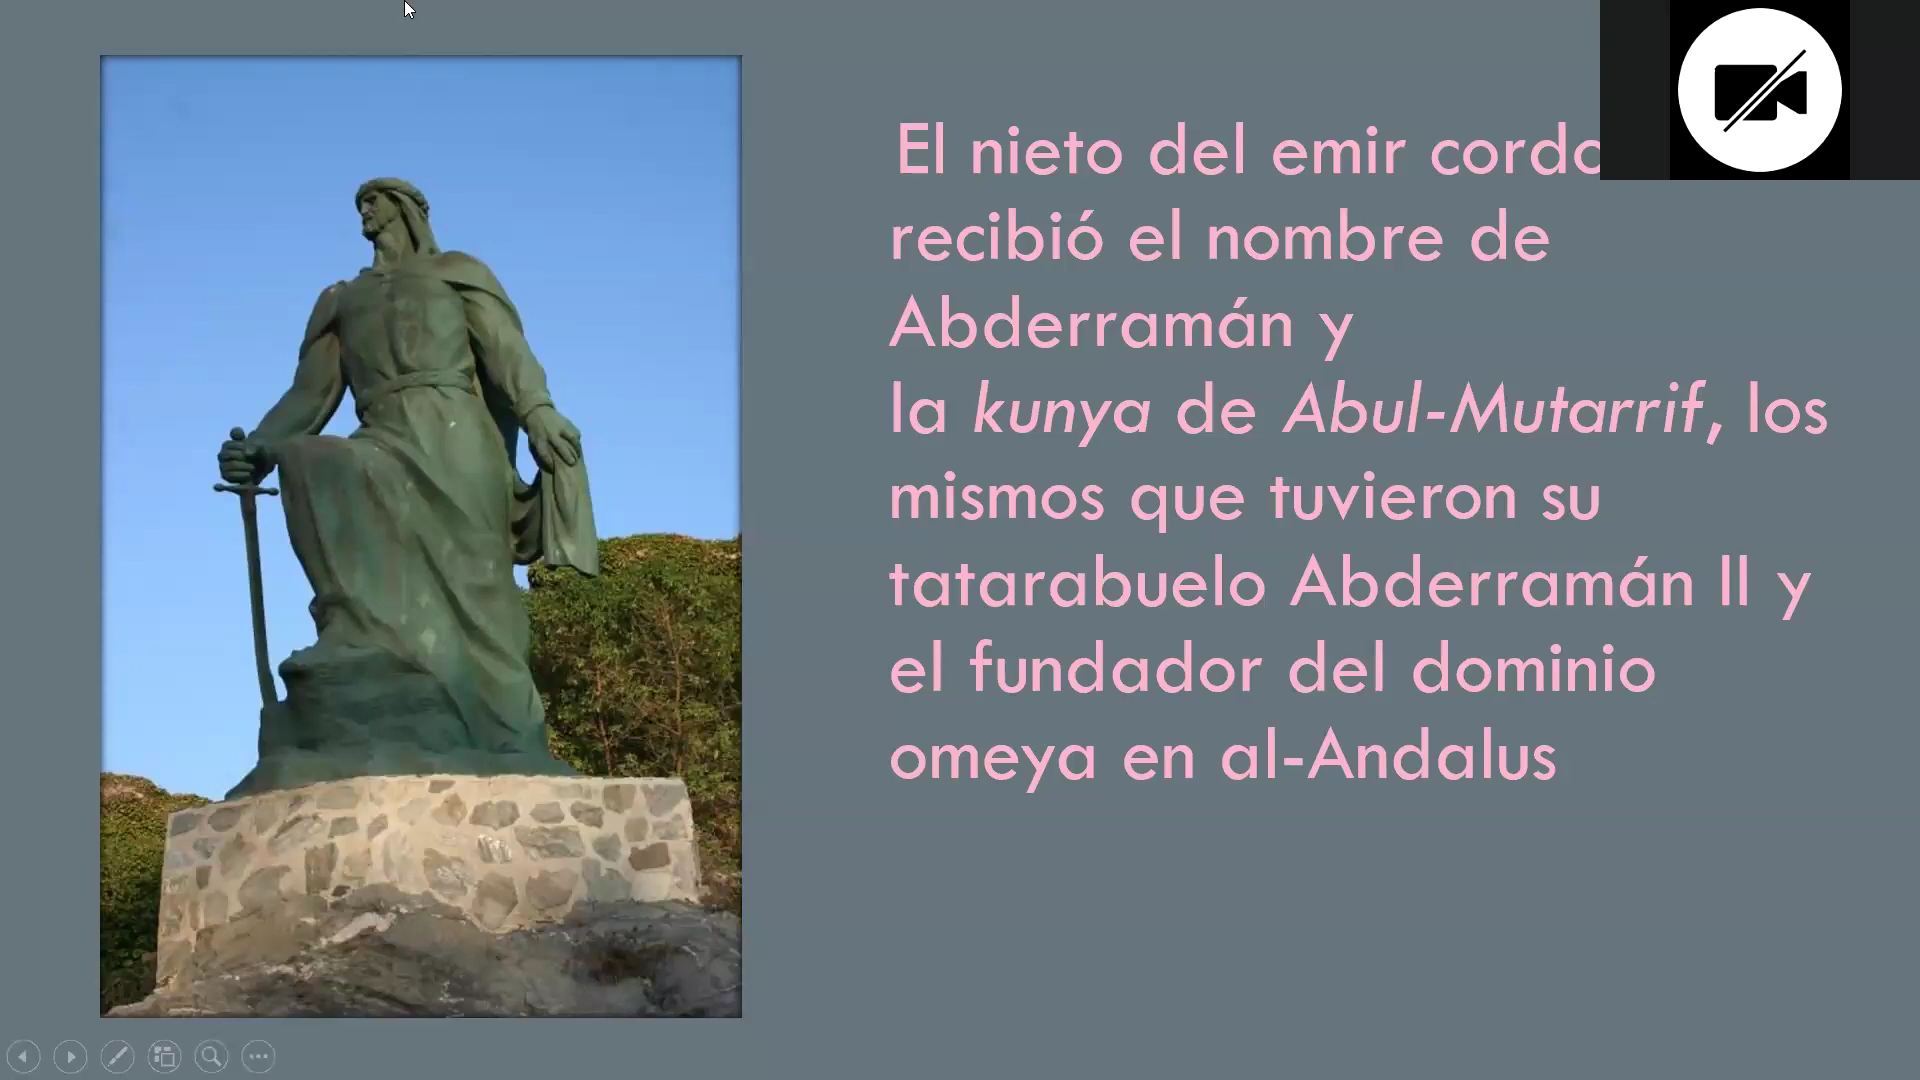 El nieto del emir
recibió el nombre de
Abderramán y
la kunya de Abul-Mutarrif, los
mismos que tuvieron su
tatarabuelo Abderramán II y
el fundador del dominio
omeya en al-Andalus